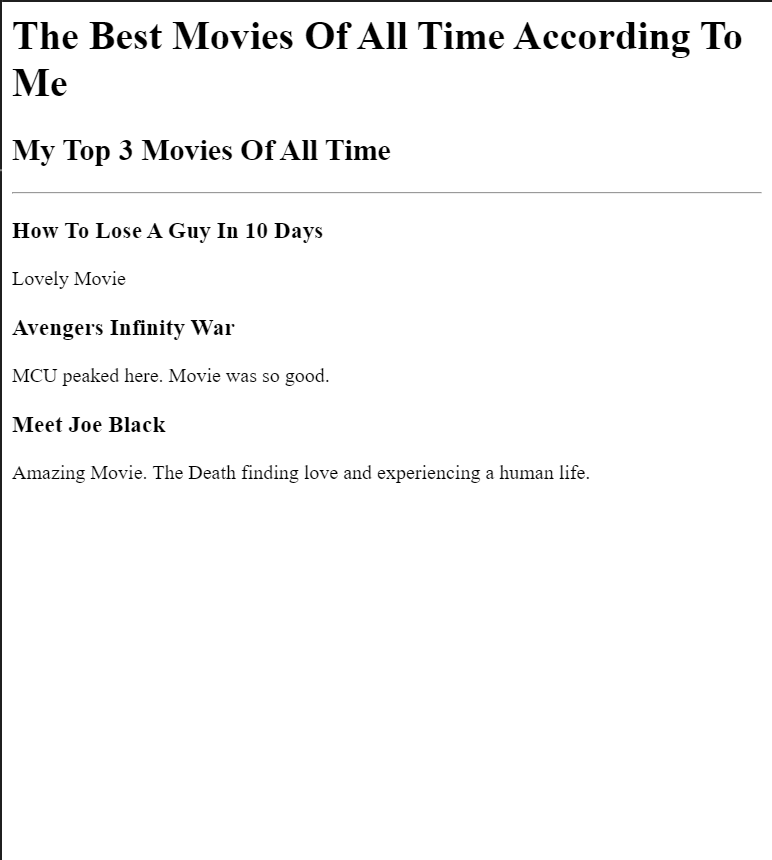 The Best Movies Of All Time According To
Me
My Top 3 Movies Of All Time
How To Lose A Guy In 10 Days
Lovely Movie
Avengers Infinity War
MCU peaked here. Movie was so good.
Meet Joe Black
Amazing Movie. The Death finding love and experiencing a human life.